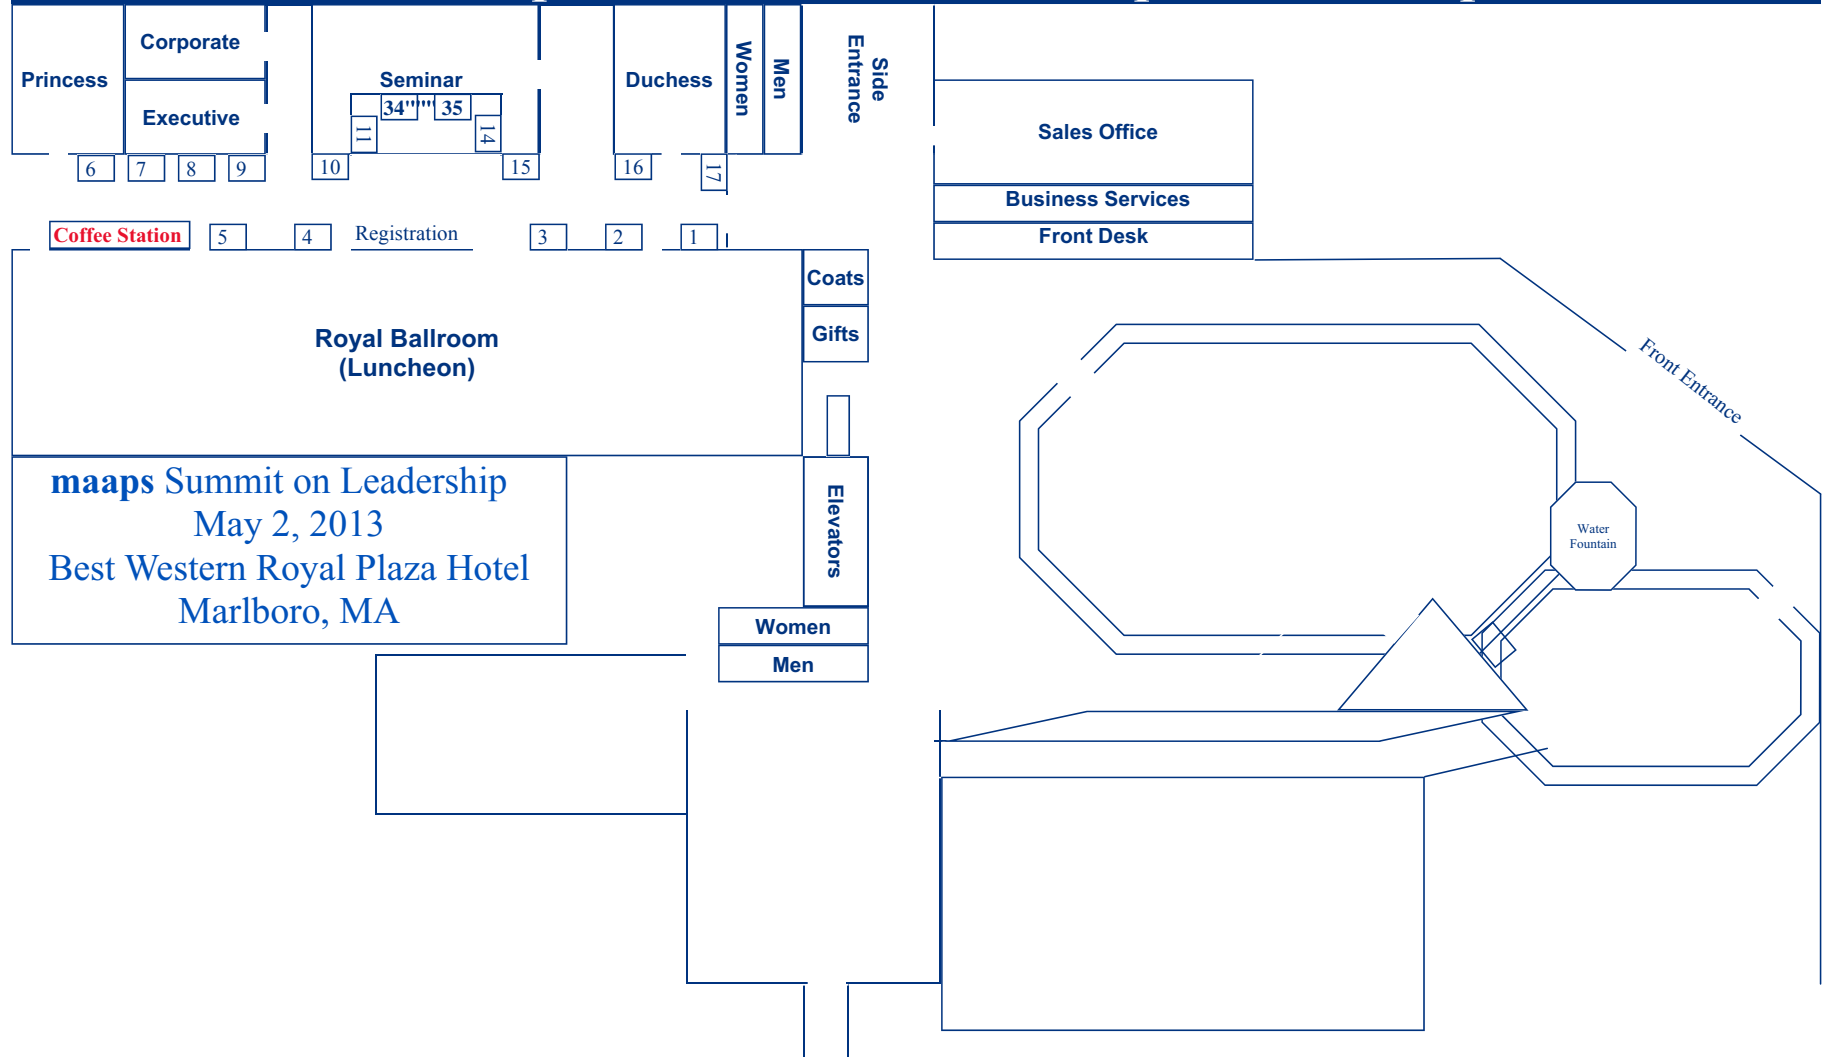 Princess
Corporate
Executive
Seminar
34"""" 35
11
14
Duchess
Women
Men
Side
Entrance
Sales Office
Business Services
Front Desk
6
7
8
9
10
15
16
17
Coffee Station
5
4
Registration
3
2
1
Coats
Gifts
Royal Ballroom
(Luncheon)
Front Entrance
maaps Summit on Leadership
May 2, 2013
Best Western Royal Plaza Hotel
Marlboro, MA
Elevators
Women
Men
Water
Fountain